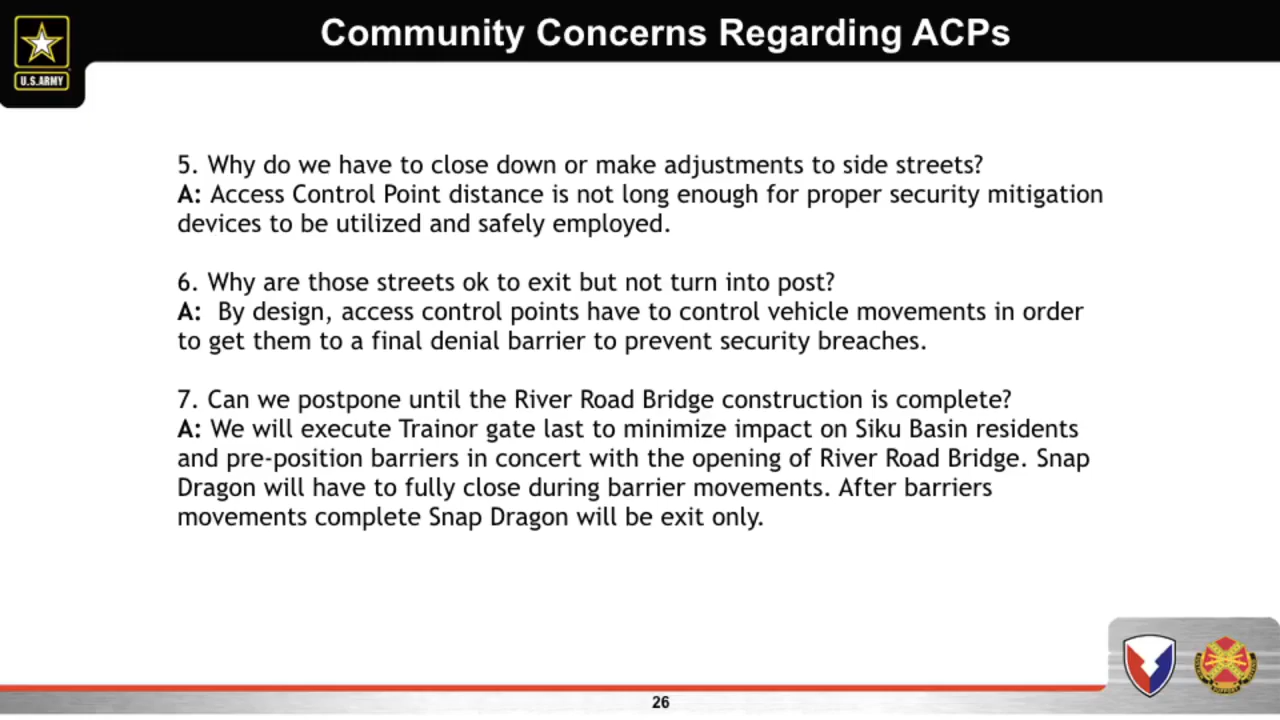 Community Concerns Regarding ACPs
U.S.ARMY
5. Why do we have to close down or make adjustments to side streets?
A: Access Control Point distance is not long enough for proper security mitigation
devices to be utilized and safely employed.
6. Why are those streets ok to exit but not turn into post?
A: By design, access control points have to control vehicle movements in order
to get them to a final denial barrier to prevent security breaches.
7. Can we postpone until the River Road Bridge construction is complete?
A: We will execute Trainor gate last to minimize impact on Siku Basin residents
and pre-position barriers in concert with the opening of River Road Bridge. Snap
Dragon will have to fully close during barrier movements. After barriers
movements complete Snap Dragon will be exit only.
SUPPORT
26